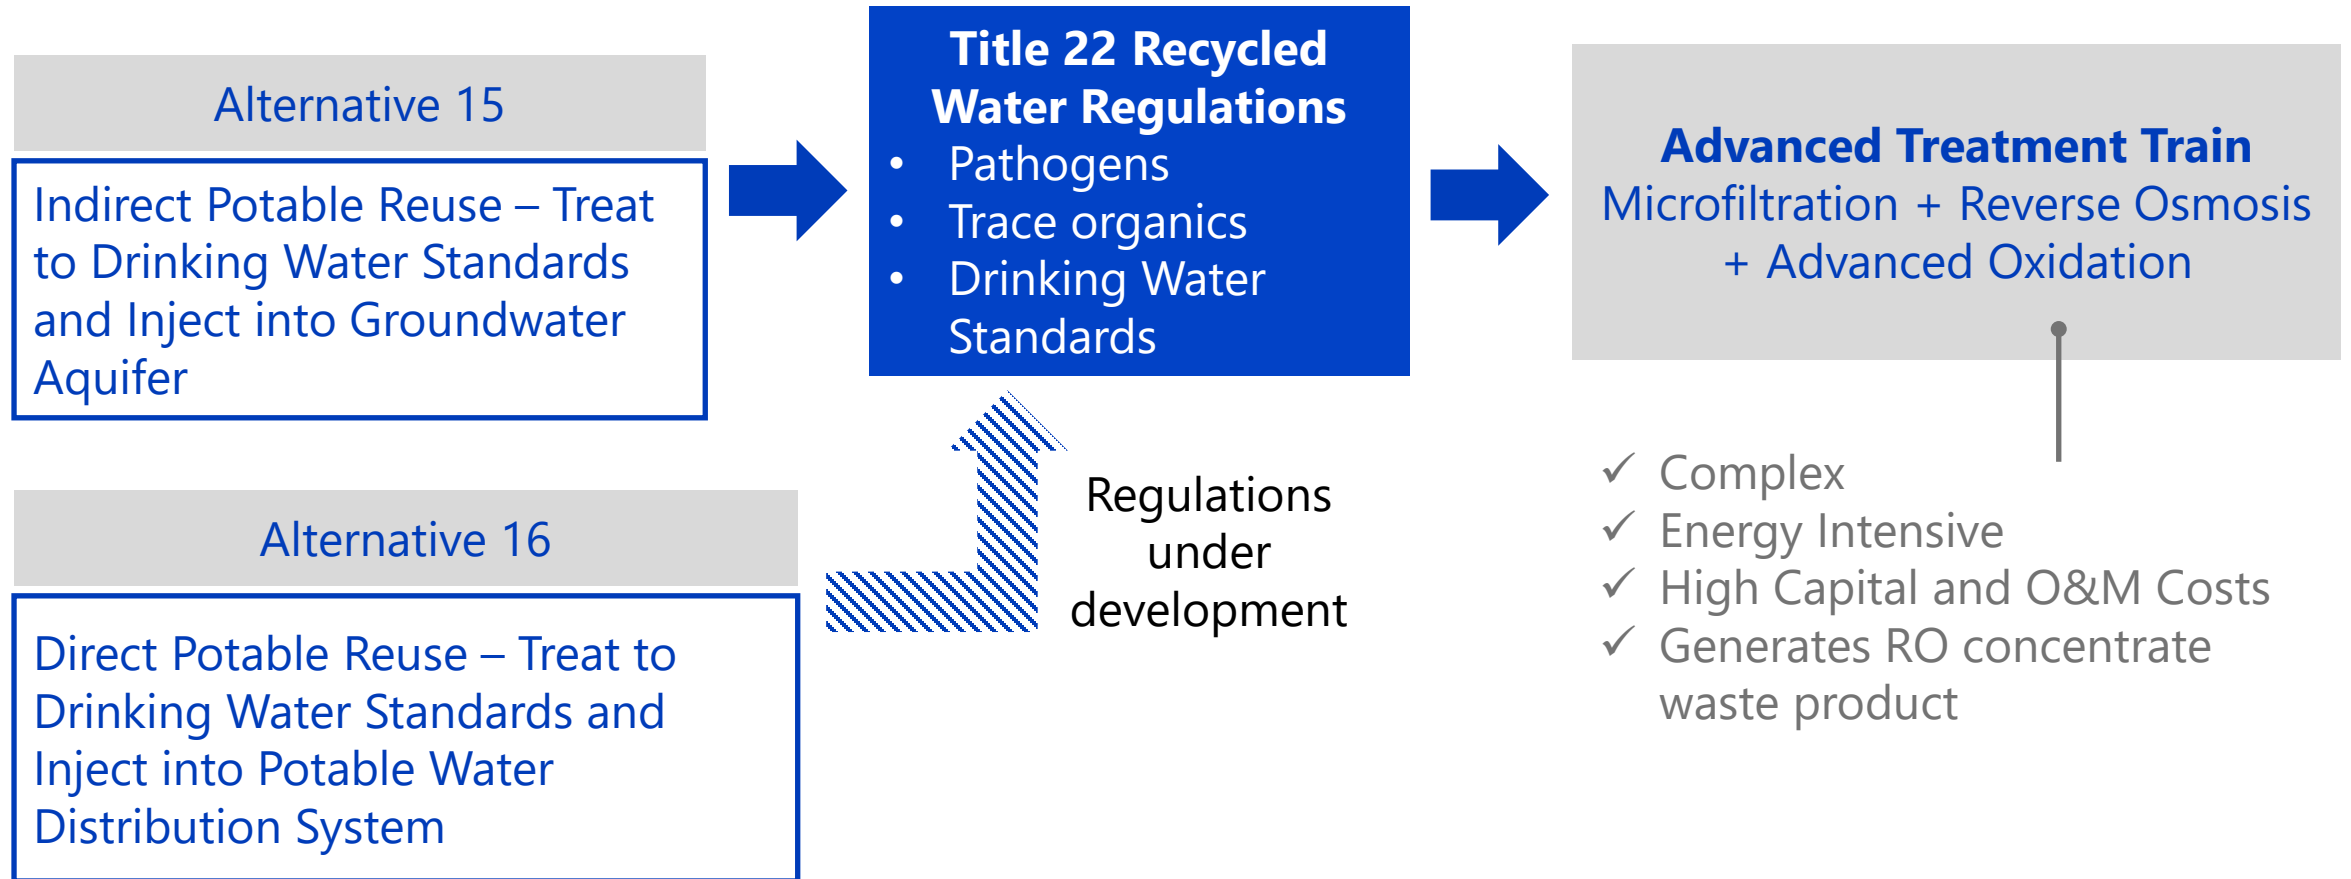 Alternative 15
Indirect Potable Reuse – Treat
to Drinking Water Standards
and Inject into Groundwater
Aquifer
Alternative 16
Direct Potable Reuse – Treat to
Drinking Water Standards and
Inject into Potable Water
Distribution System
Title 22 Recycled
Water Regulations
• Pathogens
• Trace organics
• Drinking Water
Standards
Regulations
under
development
Advanced Treatment Train
Microfiltration + Reverse Osmosis
+ Advanced Oxidation
✓ Complex
✓ Energy Intensive
✓ High Capital and O&M Costs
✓ Generates RO concentrate
waste product